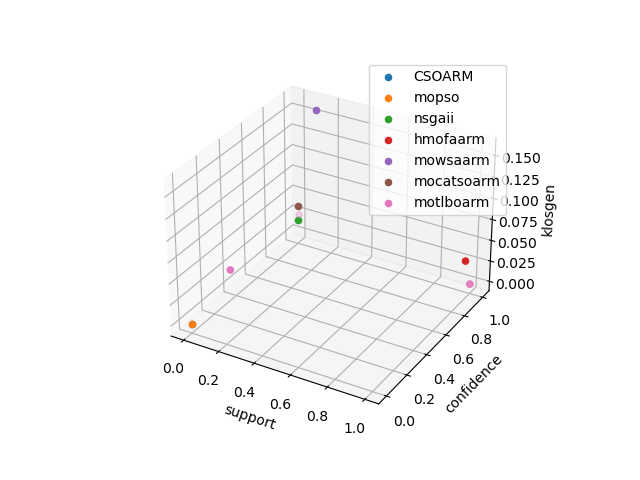 CSOARM
mopso
nsgaii
hmofaarm
mowsaarm
mocatsoarm
motlboarm
0.150
0.125
0.100
0.075
0.050
0.025
0.000
klosgen
1.0
0.8
0.6
0.4
0.2
0.0
confidence
0.0
0.2
0.4
0.6
0.8
1.0
support